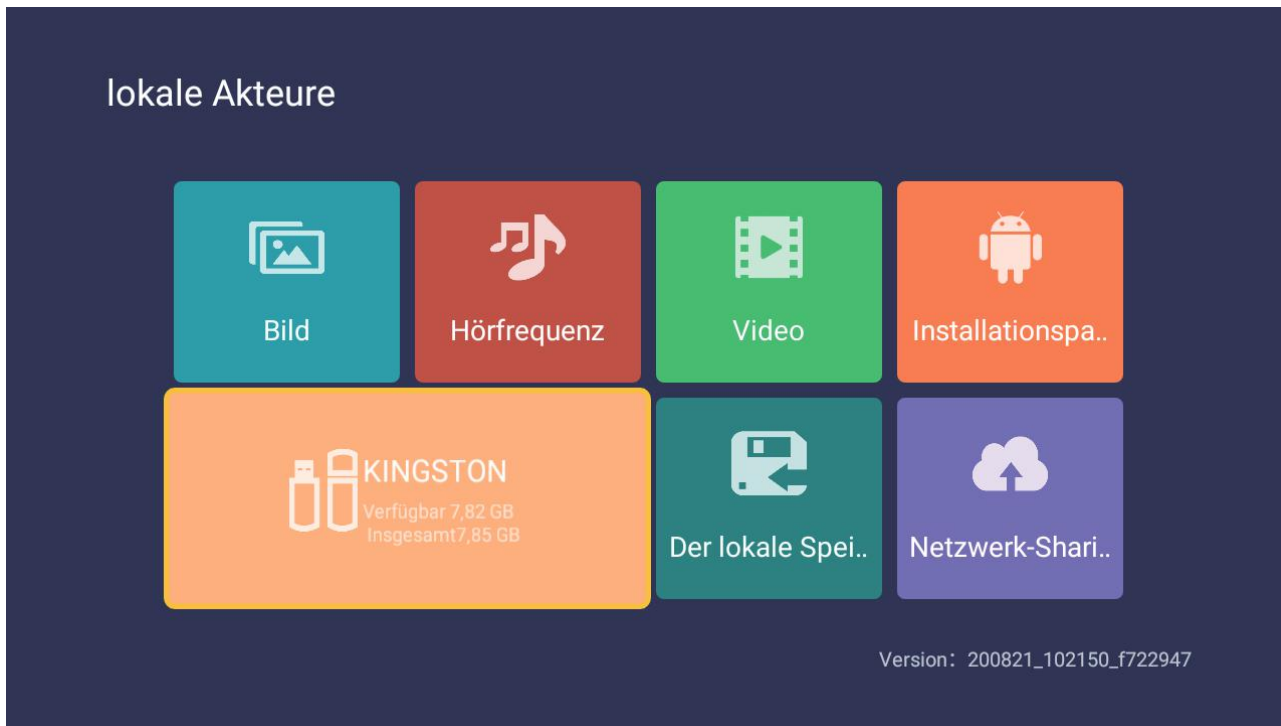 lokale Akteure
Bild
Hörfrequenz
Video
Installationspa..
KINGSTON
Verfügbar 7,82 GB
Insgesamt7,85 GB
Der lokale Spei..
Netzwerk-Shari..
Version：200821_102150_f722947